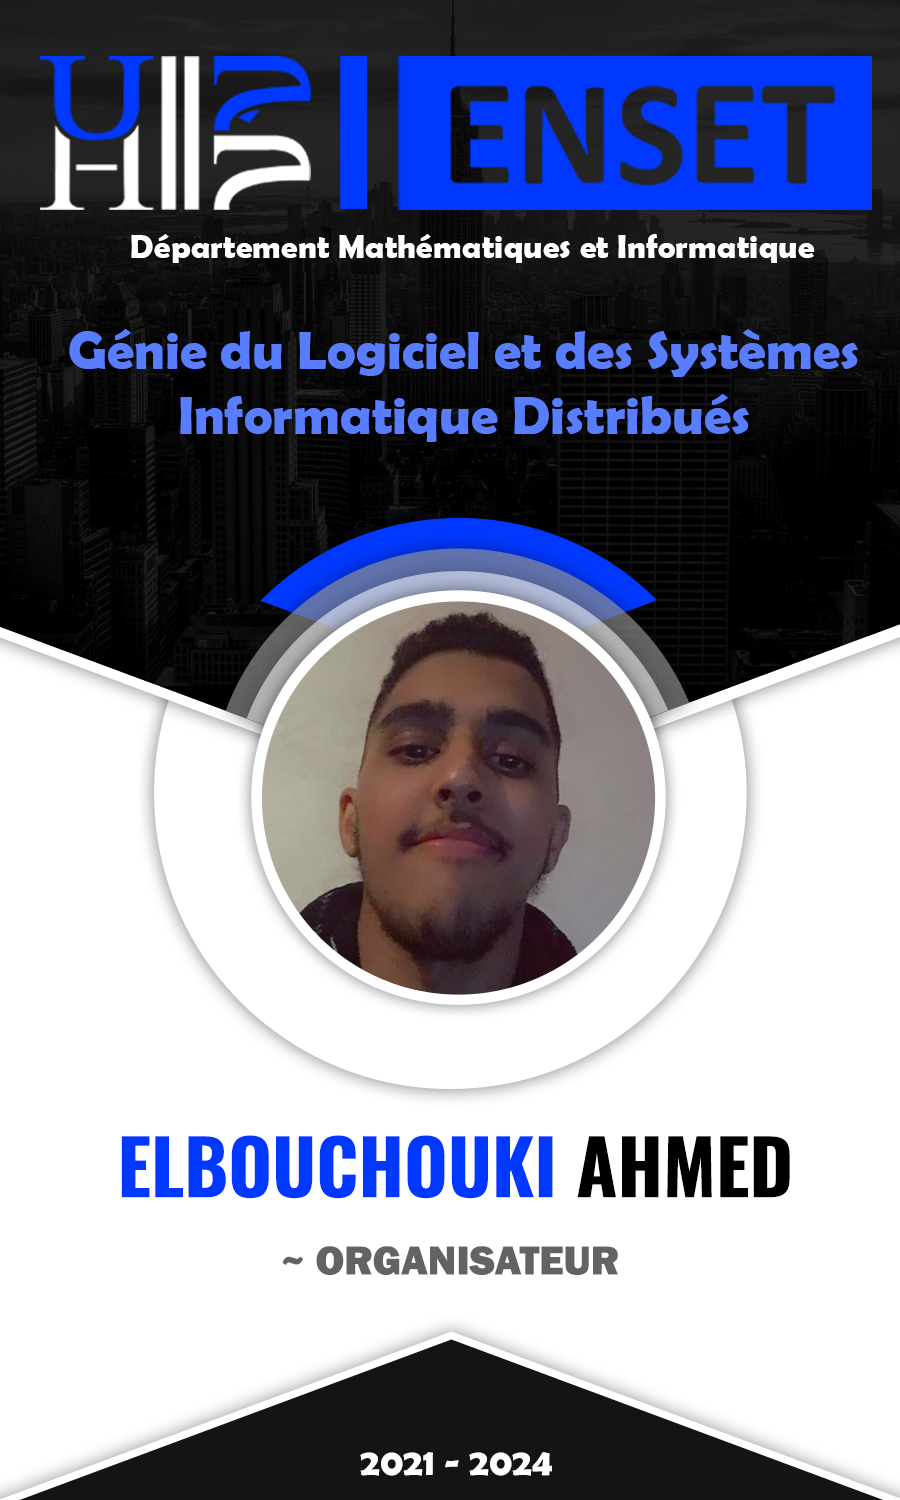 UH2C
ENSET
Département Mathématiques et Informatique
Génie du Logiciel et des Systèmes
Informatique Distribués
ELBOUCHOUKI AHMED
~ ORGANISATEUR
2021 - 2024